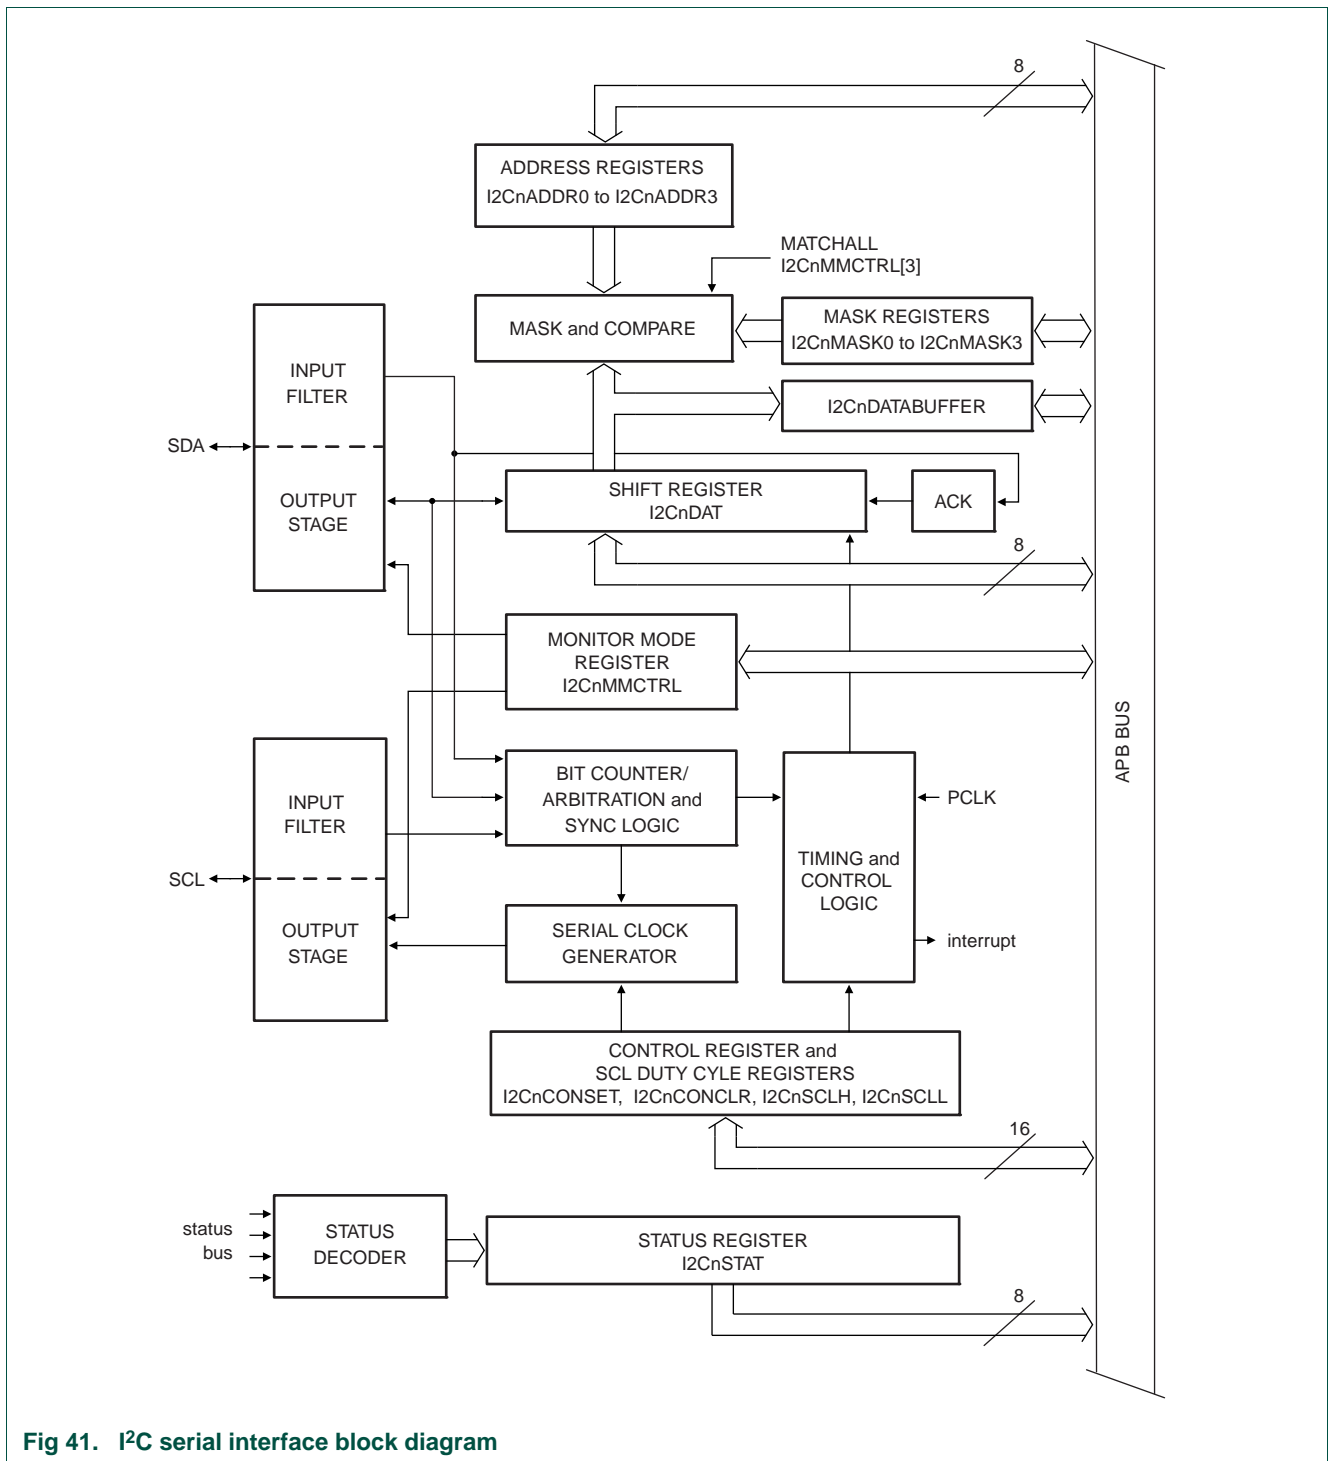 8
ADDRESS REGISTERS
I2CnADDR0 to I2CnADDR3
MATCHALL
I2CnMMCTRL[3]
MASK and COMPARE
MASK REGISTERS
I2CnMASK0 to I2CnMASK3
INPUT
FILTER
I2CnDATABUFFER
SDA
OUTPUT
STAGE
SHIFT REGISTER
I2CnDAT
ACK
8
MONITOR MODE
REGISTER
I2CnMMCTRL
APB BUS
INPUT
FILTER
BIT COUNTER/
ARBITRATION and
SYNC LOGIC
PCLK
TIMING and
CONTROL
LOGIC
SCL
OUTPUT
STAGE
SERIAL CLOCK
GENERATOR
interrupt
CONTROL REGISTER and
SCL DUTY CYLE REGISTERS
I2CnCONSET, I2CnCONCLR, I2CnSCLH, I2CnSCLL
16
status
bus
STATUS
DECODER
STATUS REGISTER
I2CnSTAT
8
Fig 41. I²C serial interface block diagram